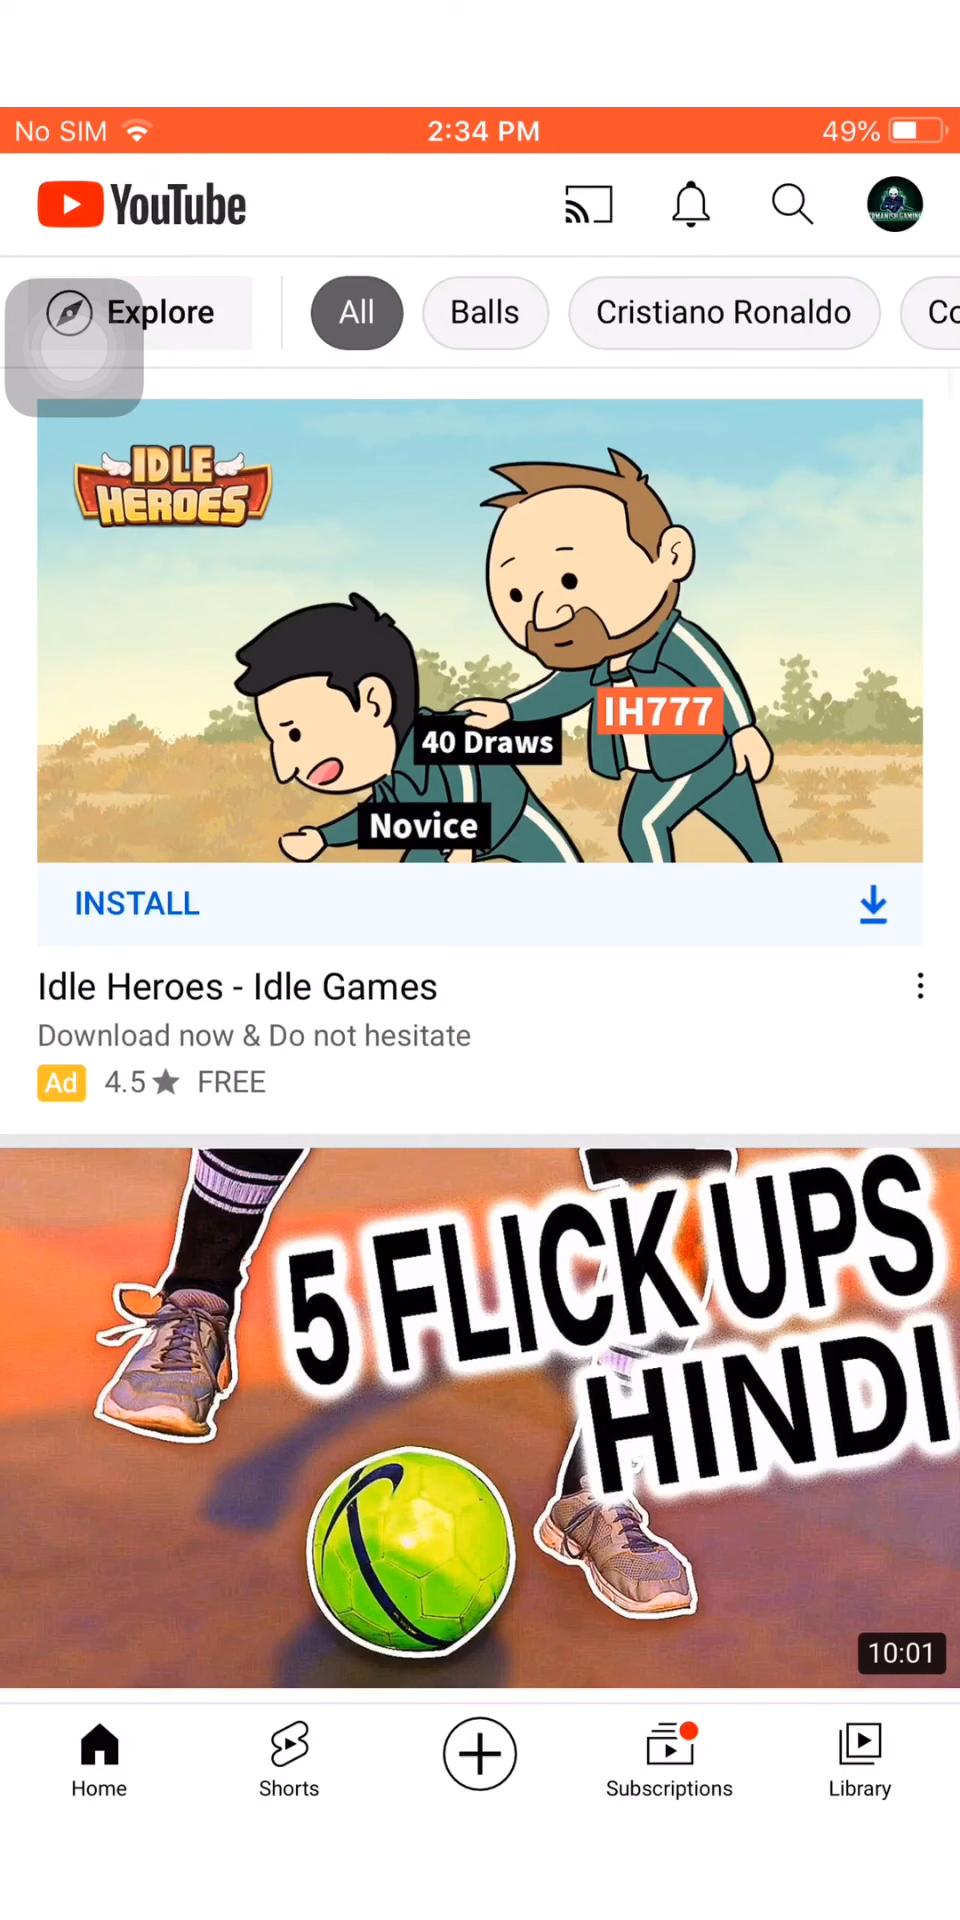 No SIM 2:34 PM 49%
YouTube
Explore All Balls Cristiano Ronaldo Co
IDLE
HEROES
IH777
40 Draws
Novice
INSTALL
Idle Heroes - Idle Games
Download now & Do not hesitate
Ad 4.5★ FREE
5 FLICK UPS
HINDI
10:01
Home Shorts Subscriptions Library